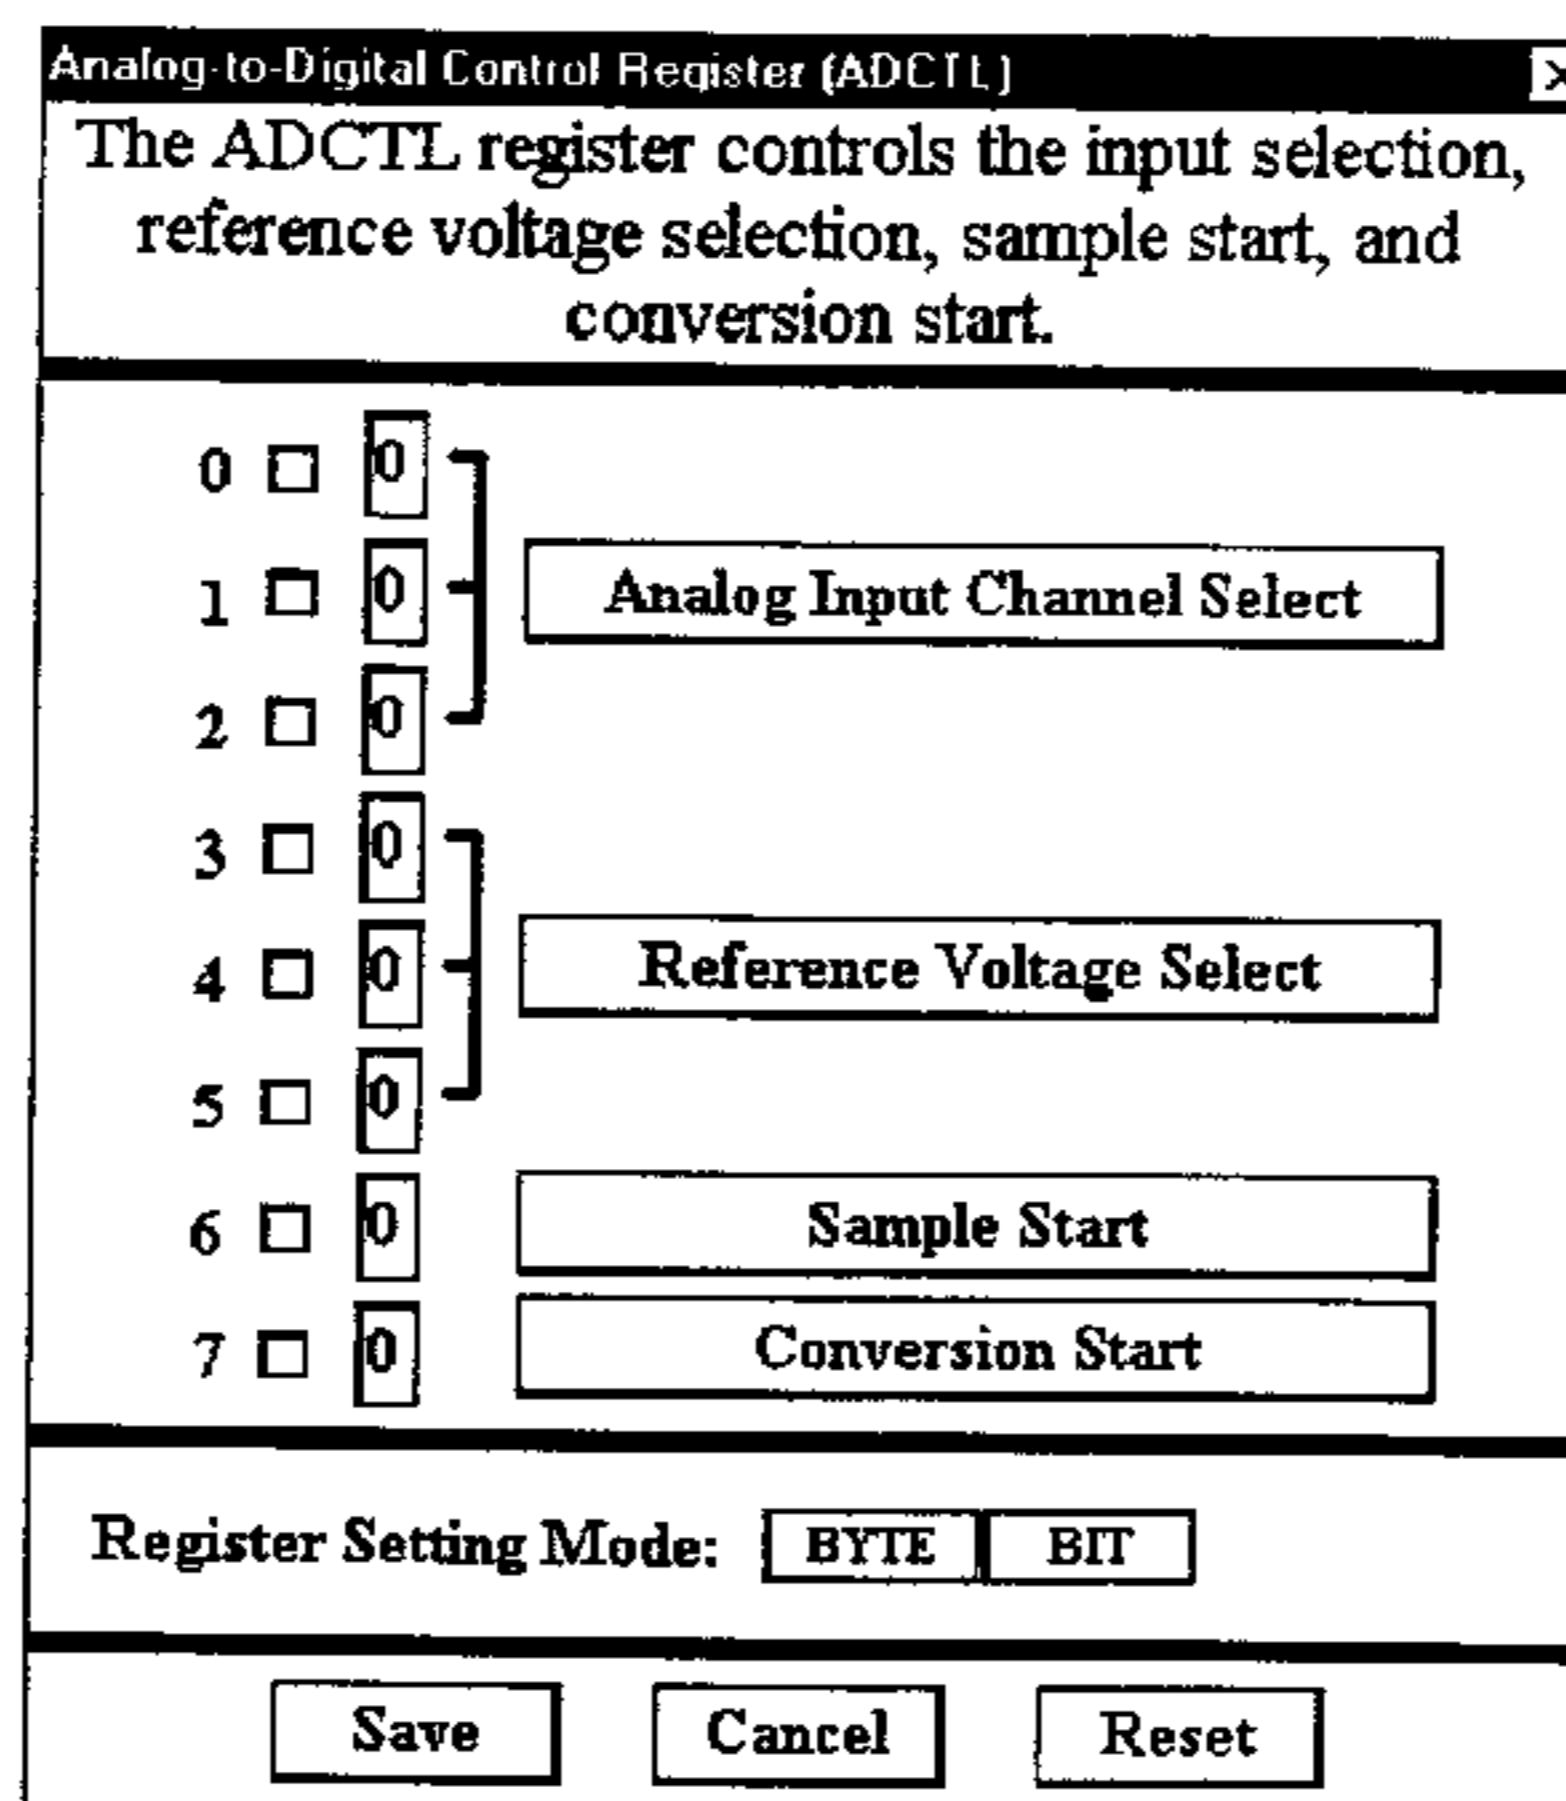 Analog-to-Digital Control Register (ADCTL)
The ADCTL register controls the input selection,
reference voltage selection, sample start, and
conversion start.
0 0
1 0 Analog Input Channel Select
2 0
3 0
4 0 Reference Voltage Select
5 0
6 0 Sample Start
7 0 Conversion Start
Register Setting Mode: BYTE BIT
Save Cancel Reset